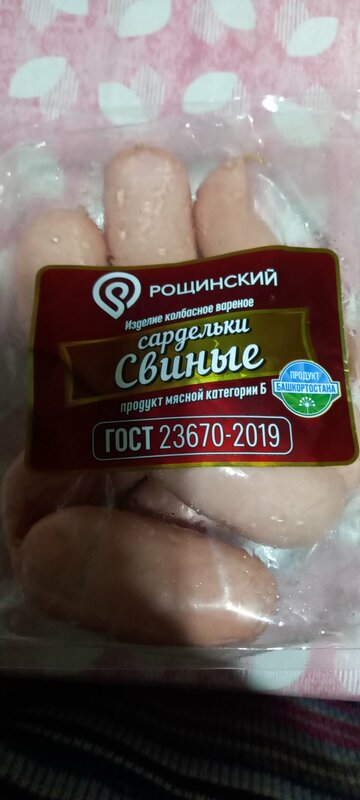 РОЩИНСКИЙ
Изделие колбасное вареное
сардельки
Свиные
продукт мясной категории Б
ПРОДУКТ
БАШКОРТОСТАНА
ГОСТ 23670-2019